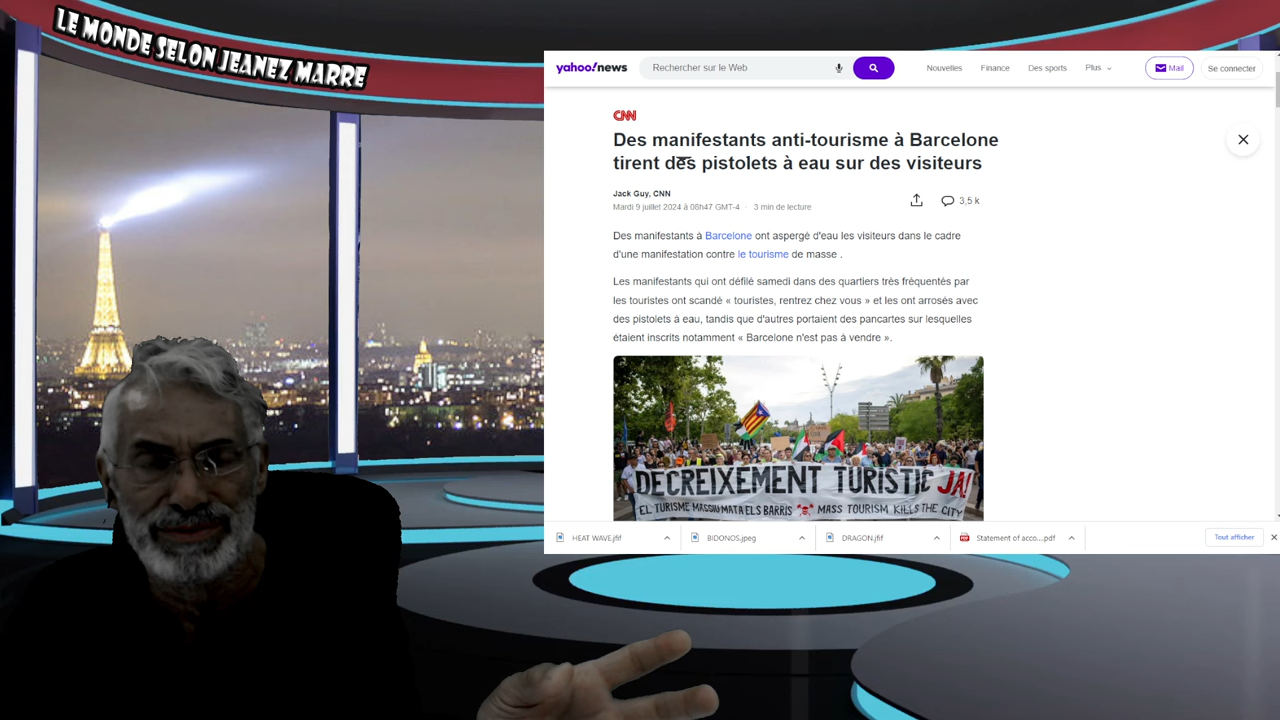 LE MONDE SELON JEANEZ MARRE
yahoo!news
Rechercher sur le Web
Nouvelles
Finance
Des sports
Plus
Mail
Se connecter
CNN
Des manifestants anti-tourisme à Barcelone
tirent des pistolets à eau sur des visiteurs
Jack Guy, CNN
Mardi 9 juillet 2024 à 08h47 GMT-4 · 3 min de lecture
3,5 k
Des manifestants à Barcelone ont aspergé d'eau les visiteurs dans le cadre
d'une manifestation contre le tourisme de masse .
Les manifestants qui ont défilé samedi dans des quartiers très fréquentés par
les touristes ont scandé « touristes, rentrez chez vous » et les ont arrosés avec
des pistolets à eau, tandis que d'autres portaient des pancartes sur lesquelles
étaient inscrits notamment « Barcelone n'est pas à vendre ».
DECREIXEMENT TURISTIC JA!
EL TURISME MASSIU MATA ELS BARRIS MASS TOURISM KILLS THE CITY
HEAT WAVE.jfif
BIDONOS.jpeg
DRAGON.jfif
Statement of acco....pdf
Tout afficher